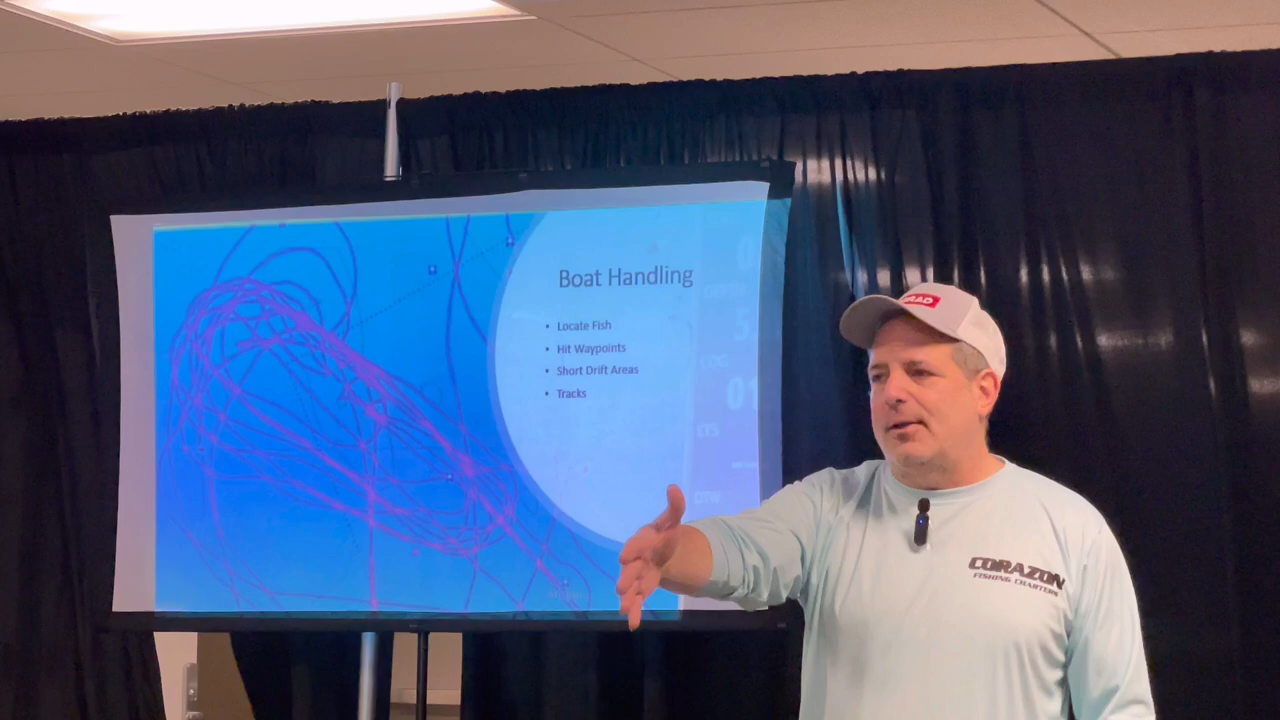 Boat Handling
• Locate Fish
• Hit Waypoints
• Short Drift Areas
• Tracks
CORAZON
FISHING CHARTERS